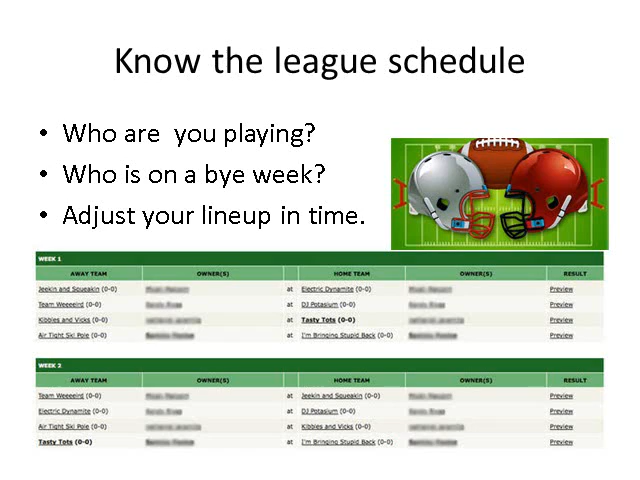 Know the league schedule
• Who are you playing?
• Who is on a bye week?
• Adjust your lineup in time.
WEEK 1
AWAY TEAM OWNER(S) HOME TEAM OWNER(S) RESULT
Jeekin and Squeakin (0-0) at Electric Dynamite (0-0) Preview
Team Weeeeird (0-0) at DJ Potasium (0-0) Preview
Kibbles and Vicks (0-0) at Tasty Tots (0-0) Preview
Air Tight Ski Pole (0-0) at I'm Bringing Stupid Back (0-0) Preview
WEEK 2
AWAY TEAM OWNER(S) HOME TEAM OWNER(S) RESULT
Team Weeeeird (0-0) at Jeekin and Squeakin (0-0) Preview
Electric Dynamite (0-0) at DJ Potasium (0-0) Preview
Air Tight Ski Pole (0-0) at Kibbles and Vicks (0-0) Preview
Tasty Tots (0-0) at I'm Bringing Stupid Back (0-0) Preview